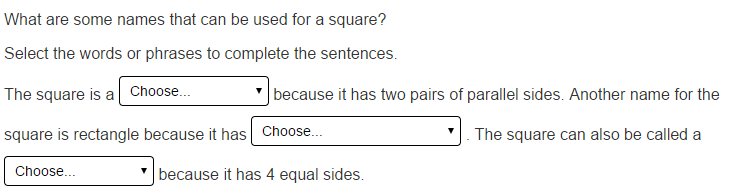 What are some names that can be used for a square?
Select the words or phrases to complete the sentences.
The square is a Choose... because it has two pairs of parallel sides. Another name for the
square is rectangle because it has Choose... . The square can also be called a
Choose... because it has 4 equal sides.